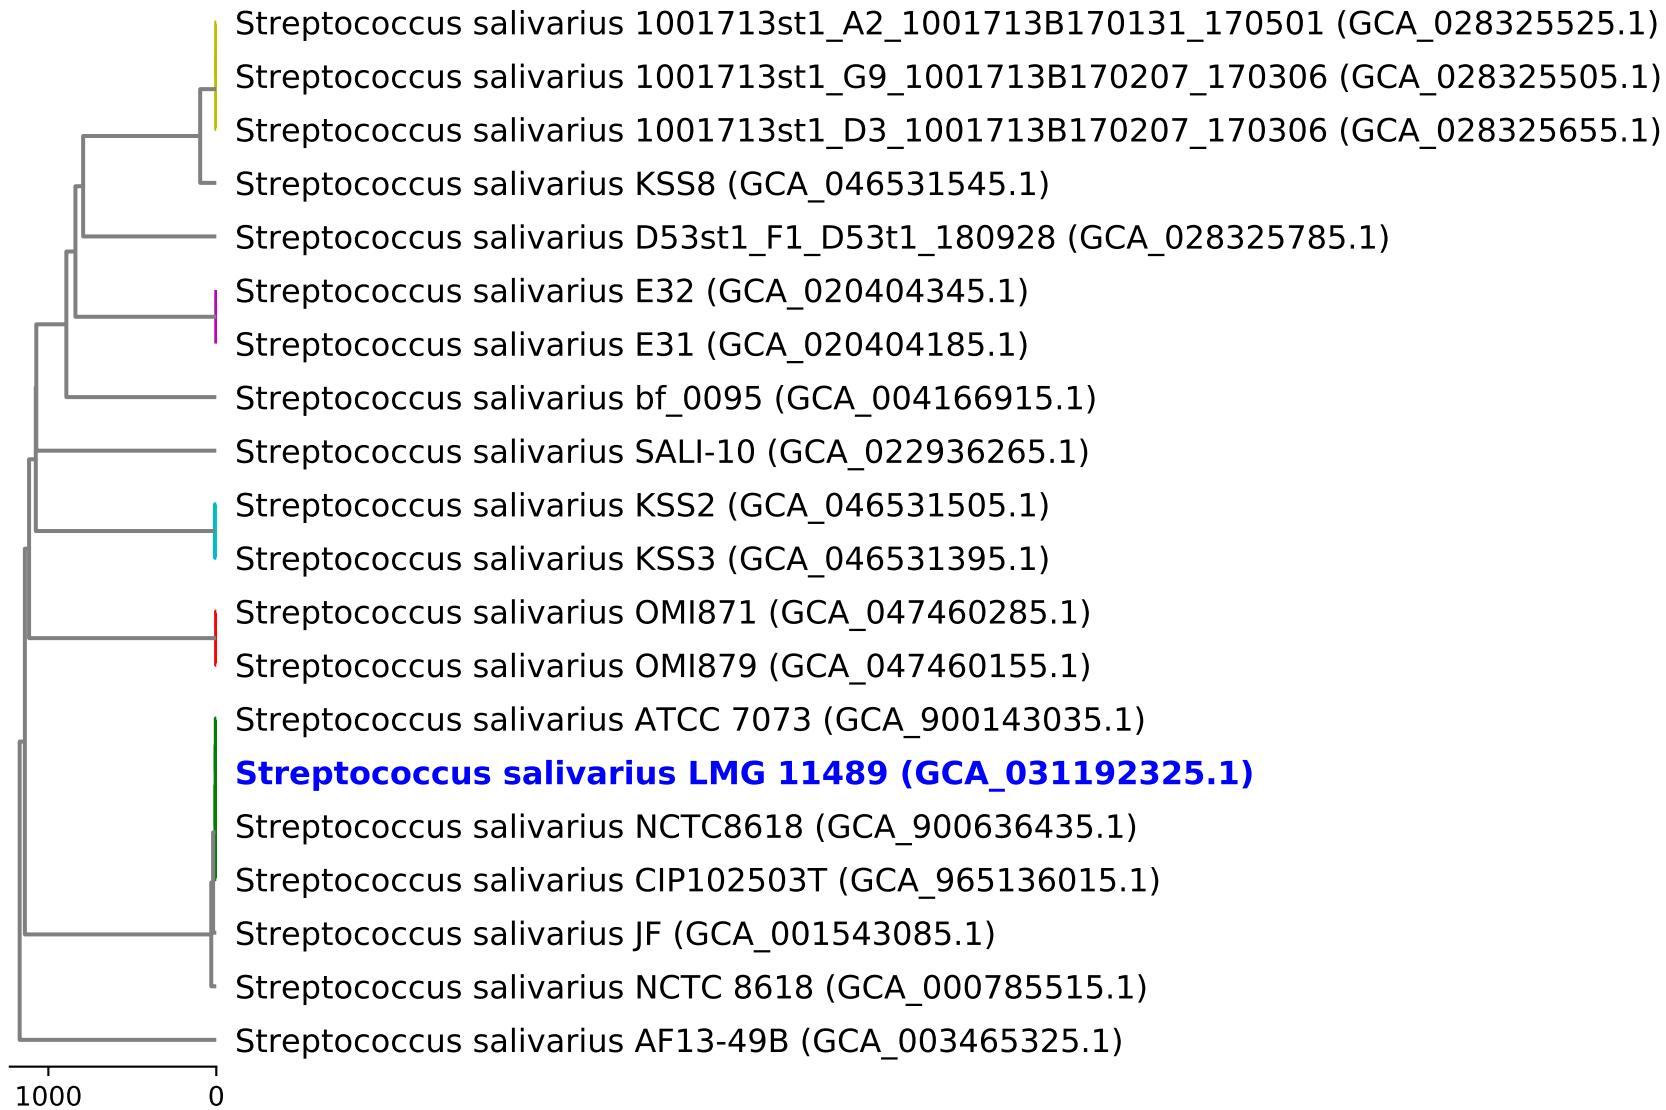 Streptococcus salivarius 1001713st1_A2_1001713B170131_170501 (GCA_028325525.1)
Streptococcus salivarius 1001713st1_G9_1001713B170207_170306 (GCA_028325505.1)
Streptococcus salivarius 1001713st1_D3_1001713B170207_170306 (GCA_028325655.1)
Streptococcus salivarius KSS8 (GCA_046531545.1)
Streptococcus salivarius D53st1_F1_D53t1_180928 (GCA_028325785.1)
Streptococcus salivarius E32 (GCA_020404345.1)
Streptococcus salivarius E31 (GCA_020404185.1)
Streptococcus salivarius bf_0095 (GCA_004166915.1)
Streptococcus salivarius SALI-10 (GCA_022936265.1)
Streptococcus salivarius KSS2 (GCA_046531505.1)
Streptococcus salivarius KSS3 (GCA_046531395.1)
Streptococcus salivarius OMI871 (GCA_047460285.1)
Streptococcus salivarius OMI879 (GCA_047460155.1)
Streptococcus salivarius ATCC 7073 (GCA_900143035.1)
Streptococcus salivarius LMG 11489 (GCA_031192325.1)
Streptococcus salivarius NCTC8618 (GCA_900636435.1)
Streptococcus salivarius CIP102503T (GCA_965136015.1)
Streptococcus salivarius JF (GCA_001543085.1)
Streptococcus salivarius NCTC 8618 (GCA_000785515.1)
Streptococcus salivarius AF13-49B (GCA_003465325.1)
1000 0